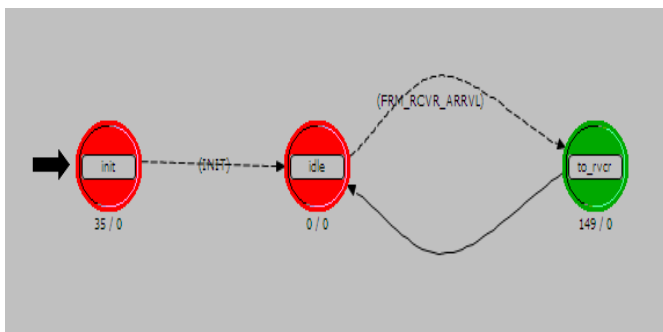 (FRM_RCVR_ARRVL)
init
(INIT)
idle
to_rvcr
35 / 0
0 / 0
149 / 0